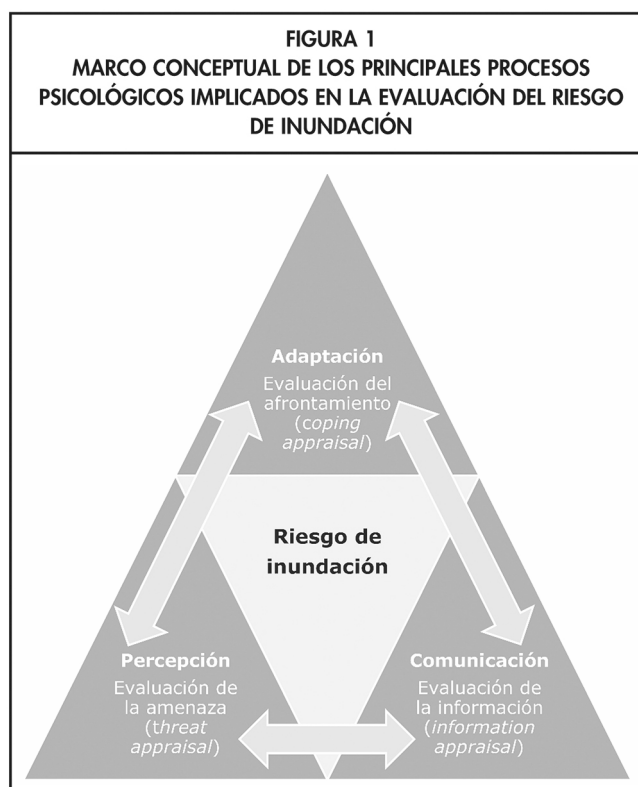 FIGURA 1
MARCO CONCEPTUAL DE LOS PRINCIPALES PROCESOS
PSICOLÓGICOS IMPLICADOS EN LA EVALUACIÓN DEL RIESGO
DE INUNDACIÓN
Adaptación
Evaluación del
afrontamiento
(coping
appraisal)
Riesgo de
inundación
Percepción
Evaluación de
la amenaza
(threat
appraisal)
Comunicación
Evaluación de
la información
(information
appraisal)